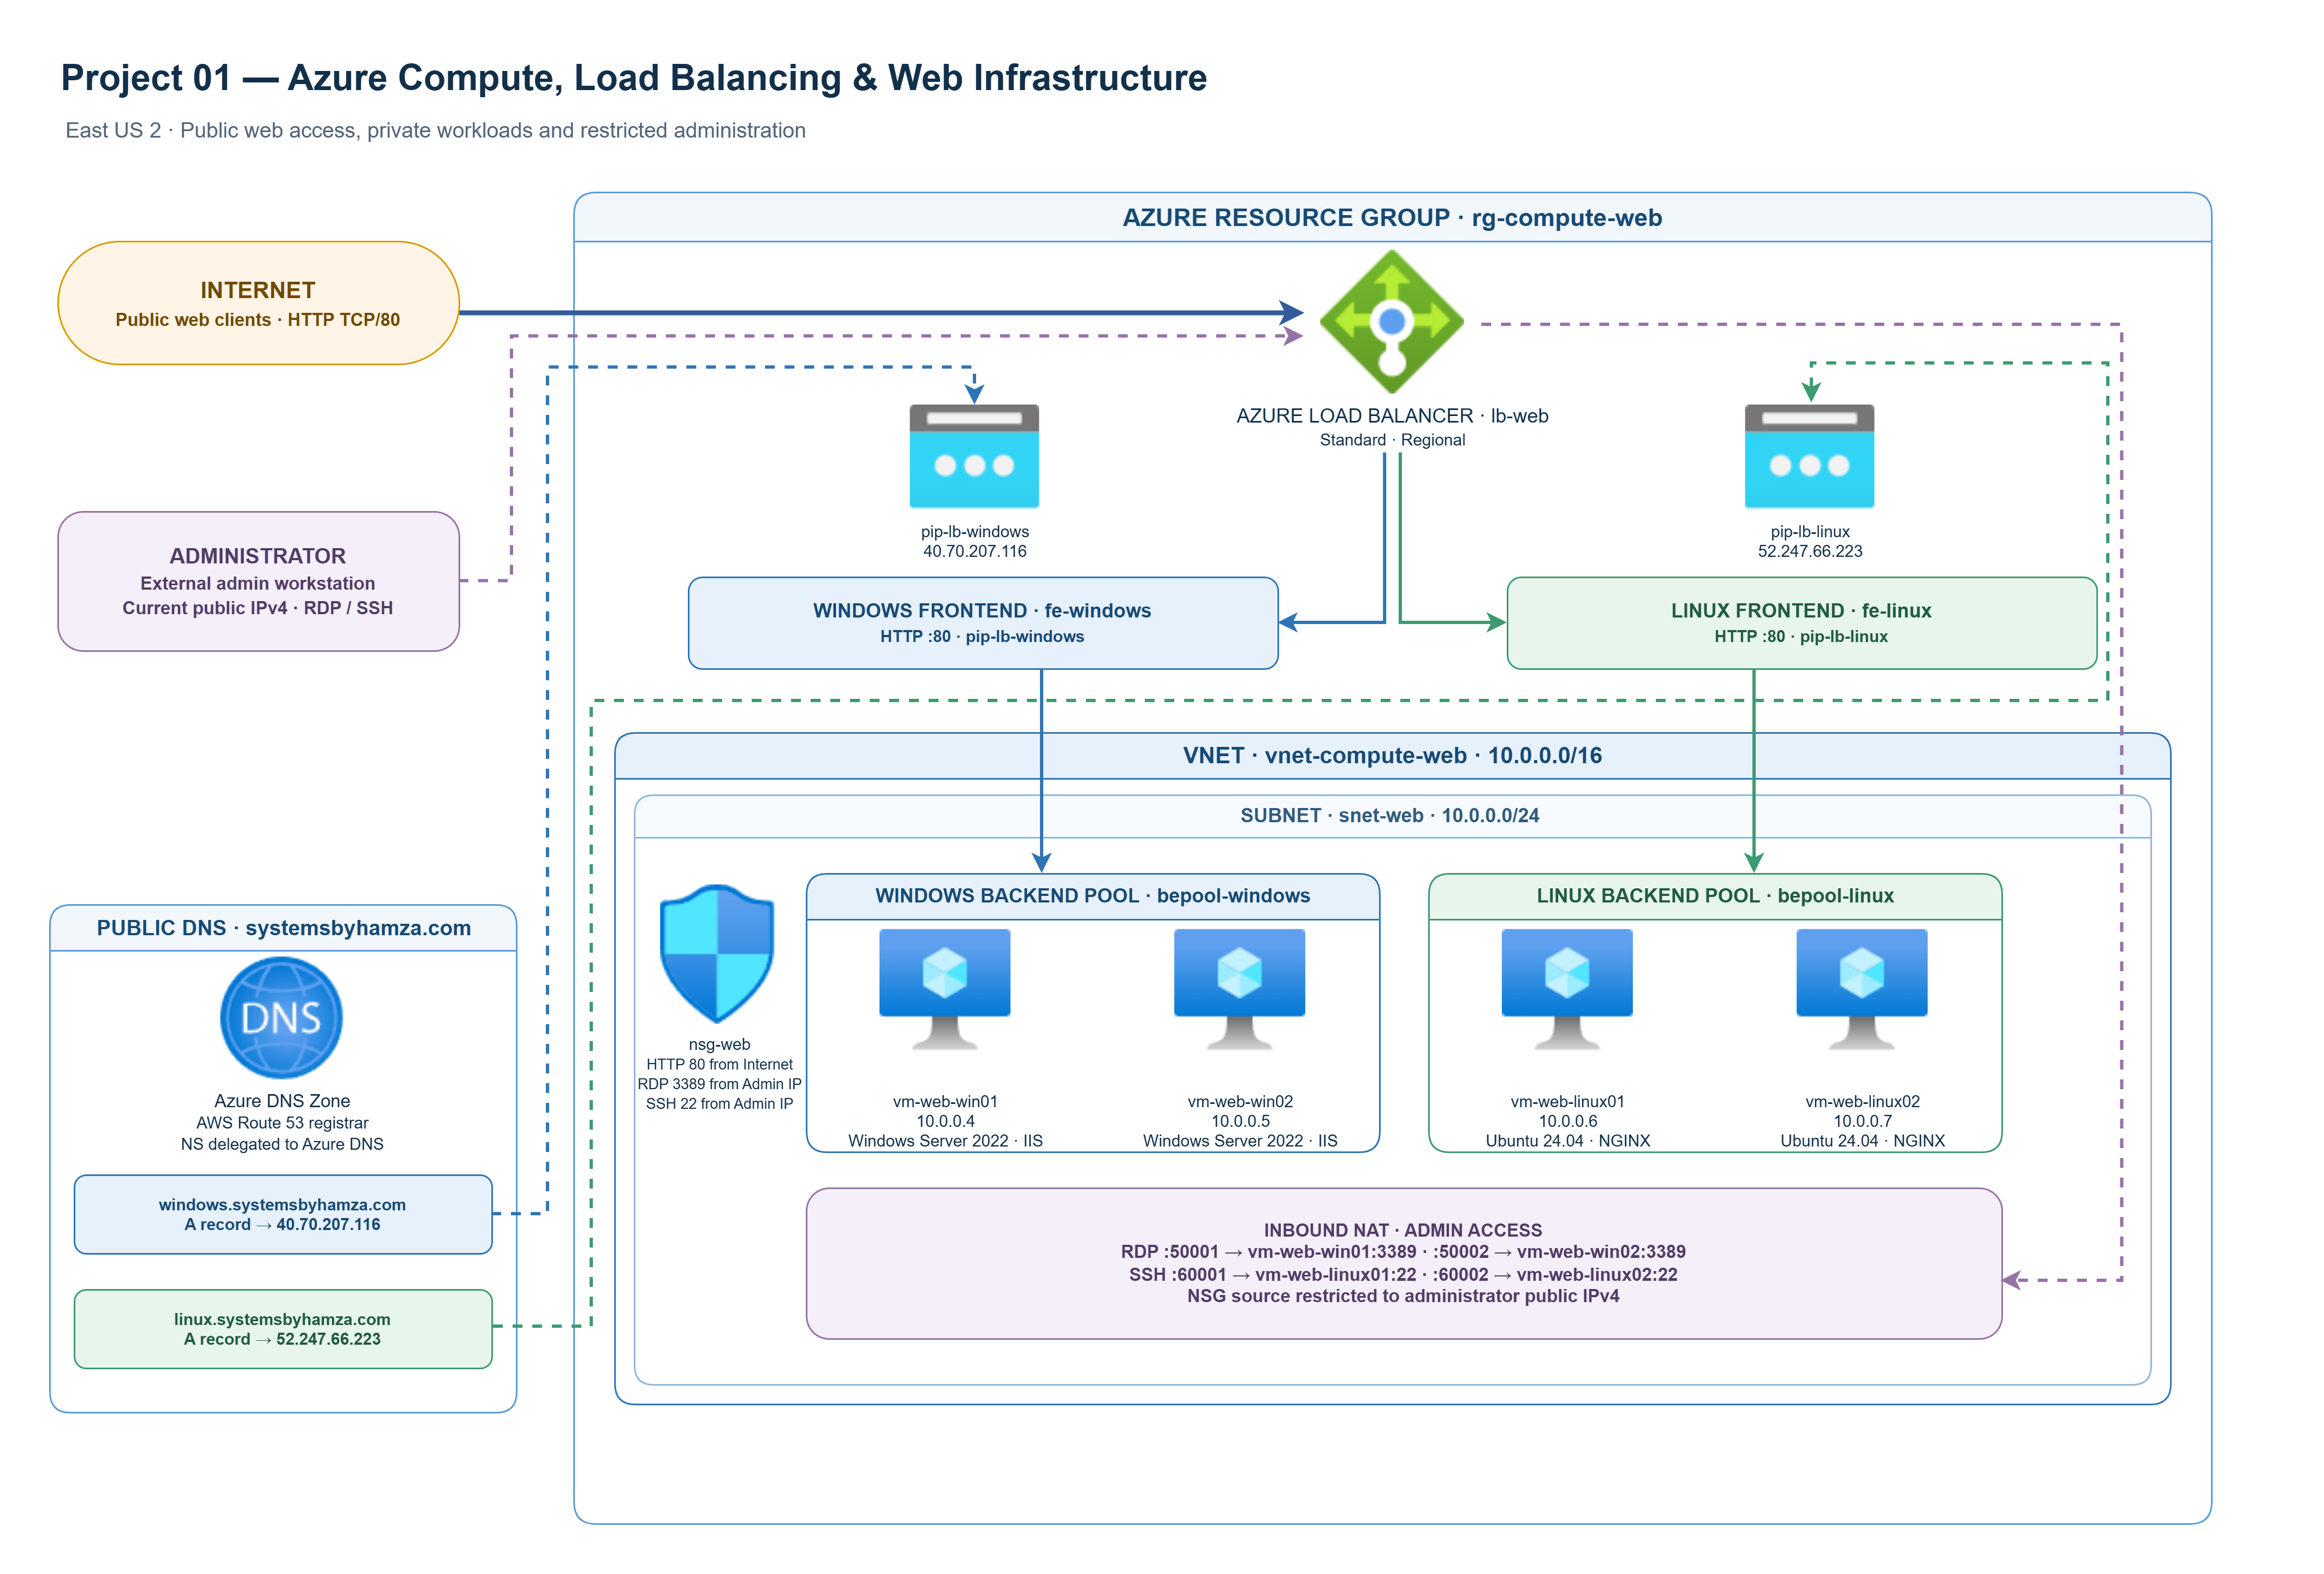 Project 01 — Azure Compute, Load Balancing & Web Infrastructure
East US 2 · Public web access, private workloads and restricted administration
AZURE RESOURCE GROUP · rg-compute-web
INTERNET
Public web clients · HTTP TCP/80
AZURE LOAD BALANCER · lb-web
Standard · Regional
pip-lb-windows
40.70.207.116
pip-lb-linux
52.247.66.223
ADMINISTRATOR
External admin workstation
Current public IPv4 · RDP / SSH
WINDOWS FRONTEND · fe-windows
HTTP :80 · pip-lb-windows
LINUX FRONTEND · fe-linux
HTTP :80 · pip-lb-linux
VNET · vnet-compute-web · 10.0.0.0/16
SUBNET · snet-web · 10.0.0.0/24
PUBLIC DNS · systemsbyhamza.com
DNS
Azure DNS Zone
AWS Route 53 registrar
NS delegated to Azure DNS
windows.systemsbyhamza.com
A record → 40.70.207.116
linux.systemsbyhamza.com
A record → 52.247.66.223
nsg-web
HTTP 80 from Internet
RDP 3389 from Admin IP
SSH 22 from Admin IP
WINDOWS BACKEND POOL · bepool-windows
vm-web-win01
10.0.0.4
Windows Server 2022 · IIS
vm-web-win02
10.0.0.5
Windows Server 2022 · IIS
LINUX BACKEND POOL · bepool-linux
vm-web-linux01
10.0.0.6
Ubuntu 24.04 · NGINX
vm-web-linux02
10.0.0.7
Ubuntu 24.04 · NGINX
INBOUND NAT · ADMIN ACCESS
RDP :50001 → vm-web-win01:3389 · :50002 → vm-web-win02:3389
SSH :60001 → vm-web-linux01:22 · :60002 → vm-web-linux02:22
NSG source restricted to administrator public IPv4